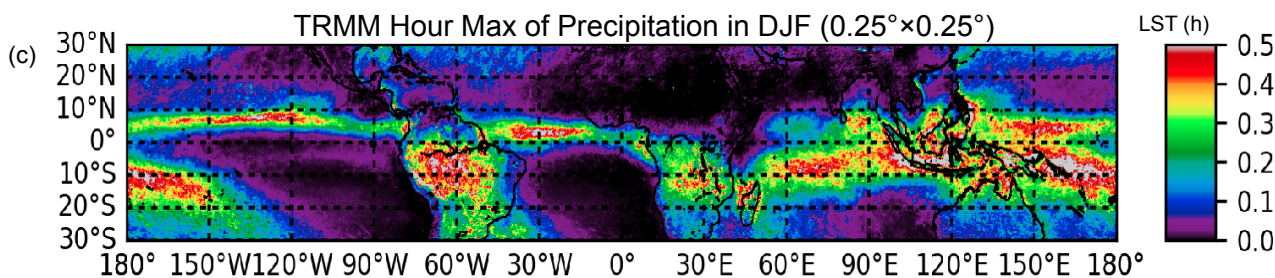 TRMM Hour Max of Precipitation in DJF (0.25°×0.25°)
LST (h)
(c)
30°N
20°N
10°N
0°
10°S
20°S
30°S
180° 150°W120°W 90°W 60°W 30°W 0° 30°E 60°E 90°E 120°E 150°E 180°
0.5
0.4
0.3
0.2
0.1
0.0